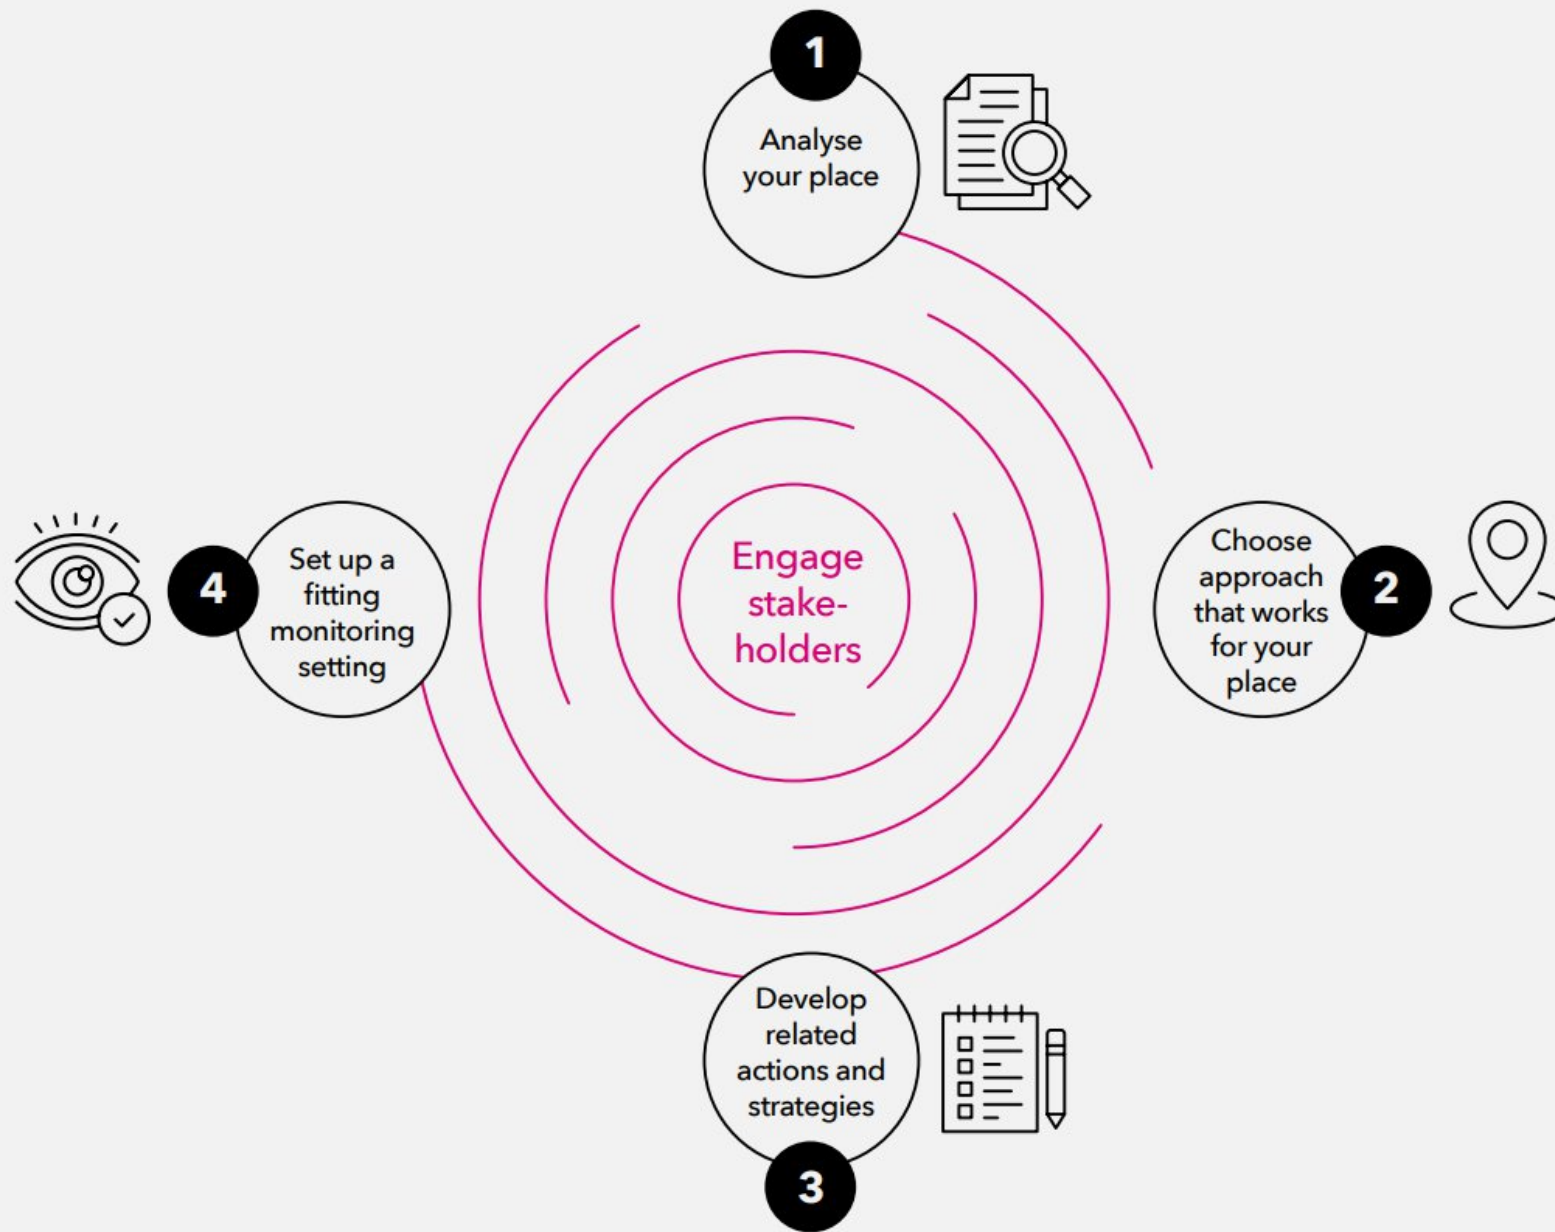 1
Analyse
your place
2
Choose
approach
that works
for your
place
3
Develop
related
actions and
strategies
4
Set up a
fitting
monitoring
setting
Engage
stake-
holders